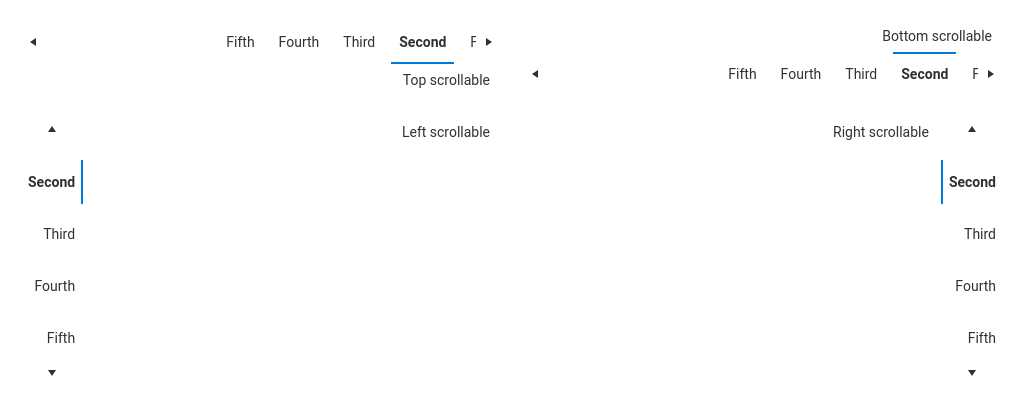 Fifth Fourth Third Second F
Top scrollable
Bottom scrollable
Fifth Fourth Third Second F
Left scrollable
Second
Third
Fourth
Fifth
Right scrollable
Second
Third
Fourth
Fifth